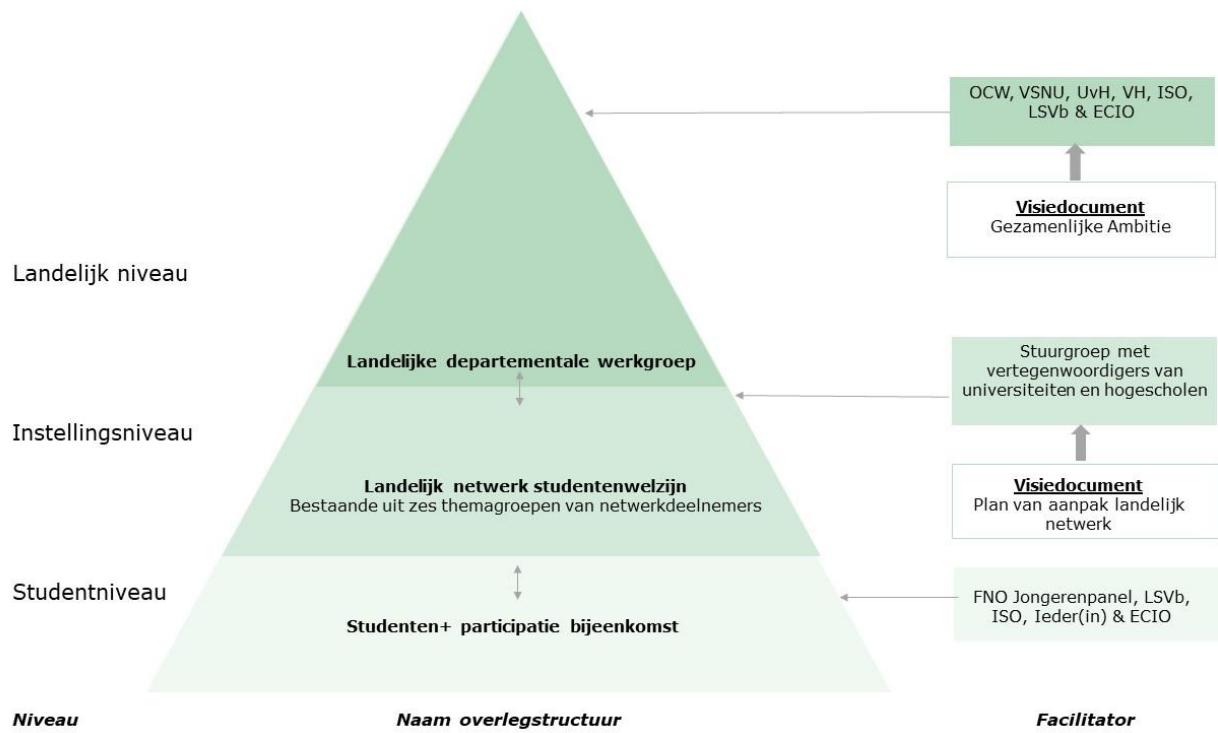 OCW, VSNU, UvH, VH, ISO,
LSVb & ECIO
Visiedocument
Gezamenlijke Ambitie
Landelijk niveau
Landelijke departementale werkgroep
Stuurgroep met
vertegenwoordigers van
universiteiten en hogescholen
Instellingsniveau
Landelijk netwerk studentenwelzijn
Bestaande uit zes themagroepen van netwerkdeelnemers
Visiedocument
Plan van aanpak landelijk
netwerk
Studentniveau
Studenten+ participatie bijeenkomst
FNO Jongerenpanel, LSVb,
ISO, Ieder(in) & ECIO
Niveau
Naam overlegstructuur
Facilitator